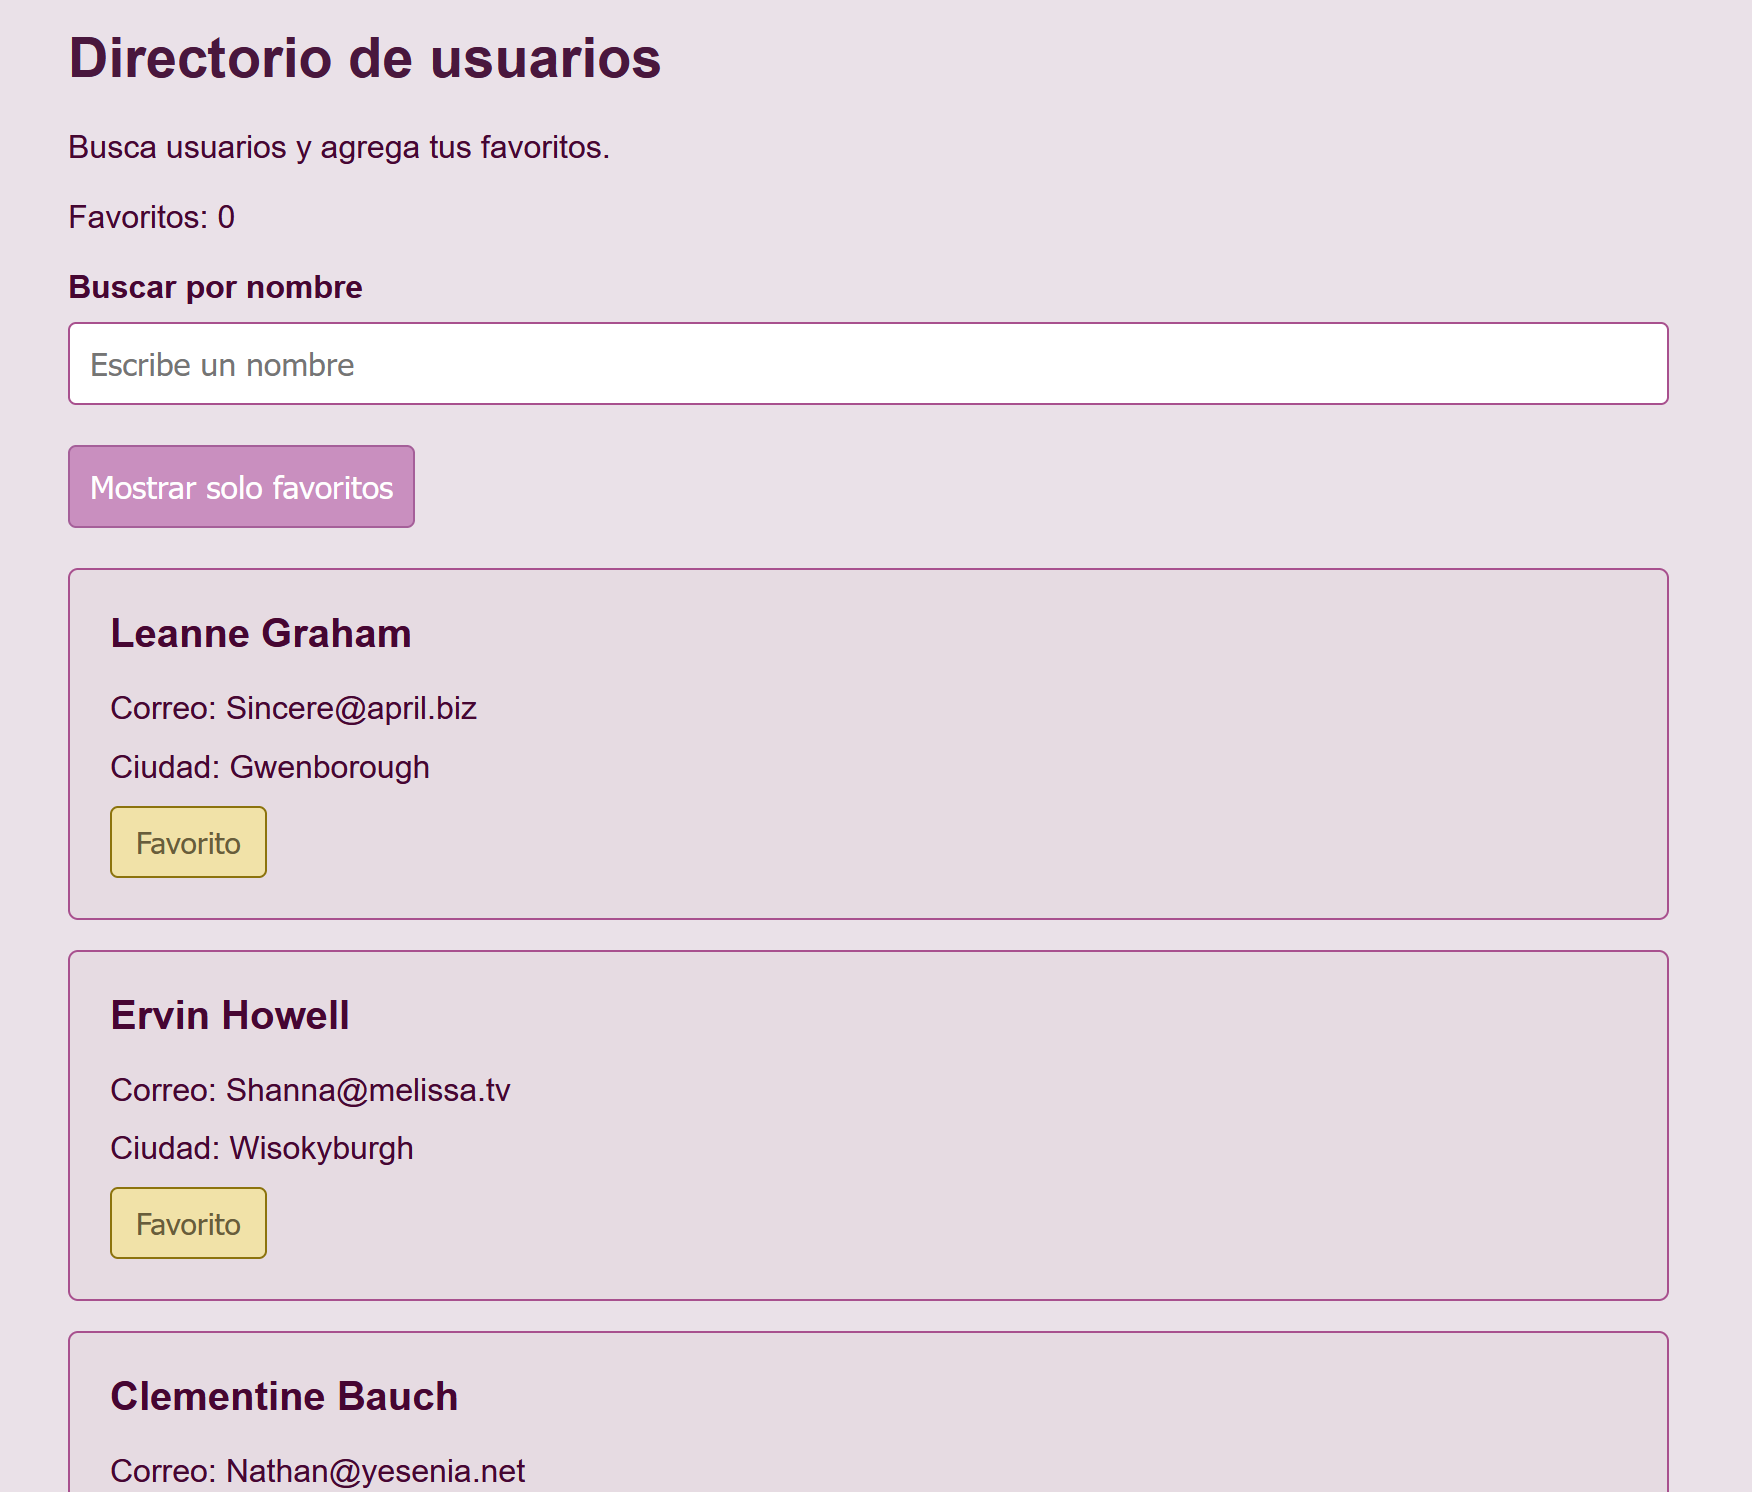 Directorio de usuarios
Busca usuarios y agrega tus favoritos.
Favoritos: 0
Buscar por nombre
Escribe un nombre
Mostrar solo favoritos
Leanne Graham
Correo: Sincere@april.biz
Ciudad: Gwenborough
Favorito
Ervin Howell
Correo: Shanna@melissa.tv
Ciudad: Wisokyburgh
Favorito
Clementine Bauch
Correo: Nathan@yesenia.net